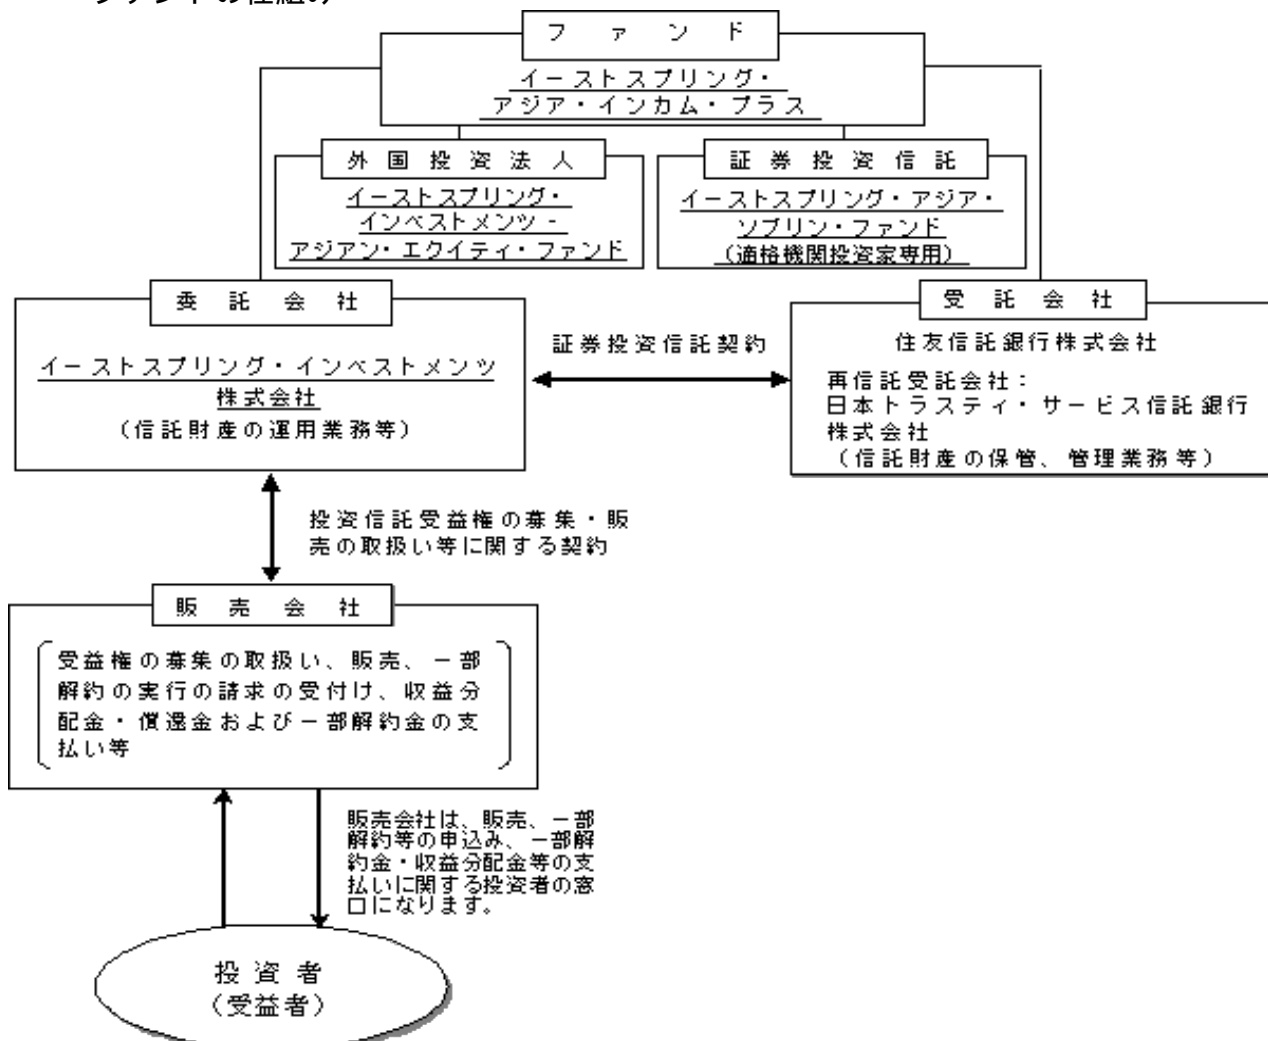 ファンドの仕組み
ファンド
イーストスプリング・
アジア・インカム・プラス
外国投資法人
イーストスプリング・
インベストメンツ -
アジアン・エクイティ・ファンド
証券投資信託
イーストスプリング・アジア・
ソブリン・ファンド
（適格機関投資家専用）
委託会社
イーストスプリング・インベストメンツ
株式会社
（信託財産の運用業務等）
証券投資信託契約
受託会社
住友信託銀行株式会社
再信託受託会社：
日本トラスティ・サービス信託銀行
株式会社
（信託財産の保管、管理業務等）
投資信託受益権の募集・販
売の取扱い等に関する契約
販売会社
受益権の募集の取扱い、販売、一部
解約の実行の請求の受付け、収益分
配金・償還金および一部解約金の支
払い等
販売会社は、販売、一部
解約等の申込み、一部解
約金・収益分配金等の支
払いに関する投資者の窓
口になります。
投資者
（受益者）